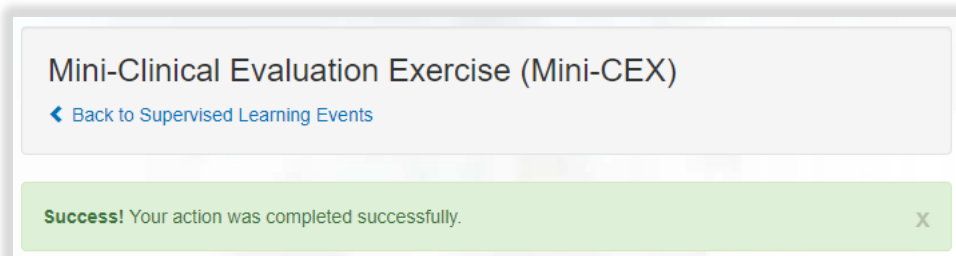 Mini-Clinical Evaluation Exercise (Mini-CEX)
Back to Supervised Learning Events
Success! Your action was completed successfully.
x